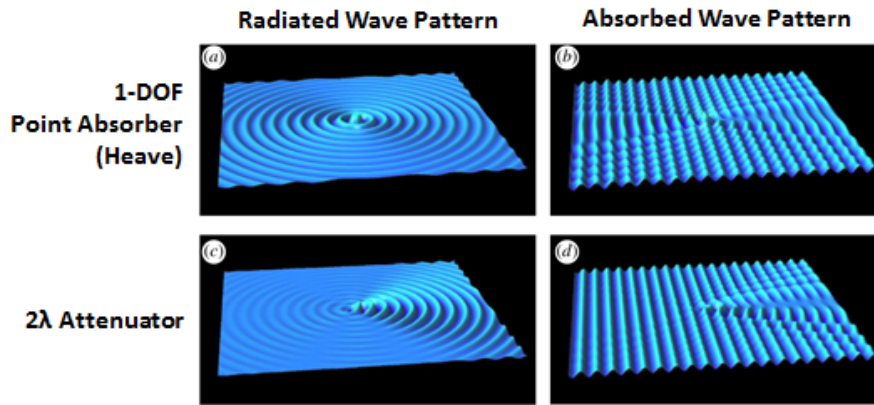 Radiated Wave Pattern
Absorbed Wave Pattern
1-DOF
Point Absorber
(Heave)
(a)
(b)
2λ Attenuator
(c)
(d)